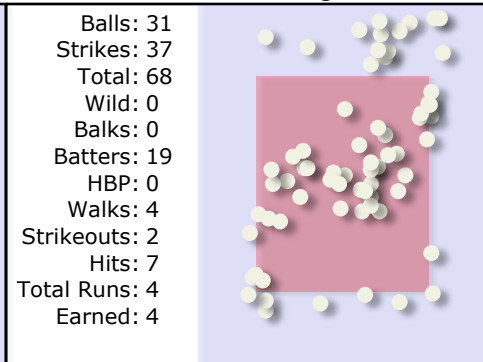 Balls: 31
Strikes: 37
Total: 68
Wild: 0
Balks: 0
Batters: 19
HBP: 0
Walks: 4
Strikeouts: 2
Hits: 7
Total Runs: 4
Earned: 4